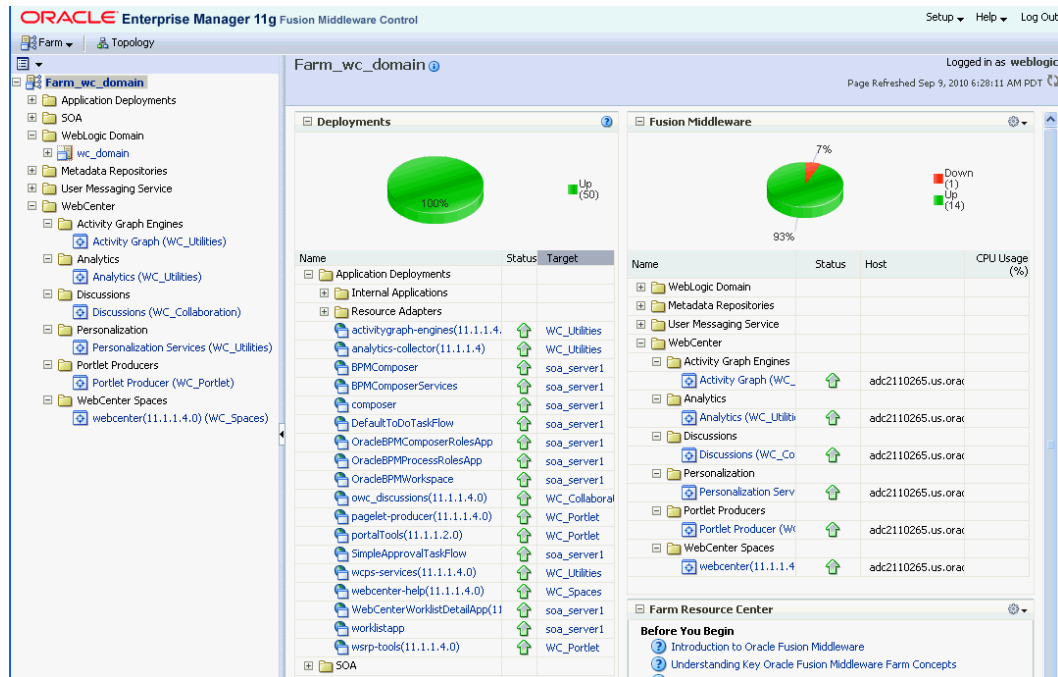 ORACLE Enterprise Manager 11g Fusion Middleware Control
Setup Help Log Out
Farm Topology
Farm_wc_domain
Application Deployments
SOA
WebLogic Domain
wc_domain
Metadata Repositories
User Messaging Service
WebCenter
Activity Graph Engines
Activity Graph (WC_Utilities)
Analytics
Analytics (WC_Utilities)
Discussions
Discussions (WC_Collaboration)
Personalization
Personalization Services (WC_Utilities)
Portlet Producers
Portlet Producer (WC_Portlet)
WebCenter Spaces
webcenter(11.1.1.4.0) (WC_Spaces)
Farm_wc_domain
Logged in as weblogic
Page Refreshed Sep 9, 2010 6:28:11 AM PDT
Deployments
100%
Up
(50)
Name Status Target
Application Deployments
Internal Applications
Resource Adapters
activitygraph-engines(11.1.1.4. WC_Utilities
analytics-collector(11.1.1.4) WC_Utilities
BPMComposer soa_server1
BPMComposerServices soa_server1
composer soa_server1
DefaultToDoTaskFlow soa_server1
OracleBPMComposerRolesApp soa_server1
OracleBPMProcessRolesApp soa_server1
OracleBPMWorkspace soa_server1
owc_discussions(11.1.1.4.0) WC_Collaborat
pagelet-producer(11.1.1.4.0) WC_Portlet
portalTools(11.1.1.2.0) WC_Portlet
SimpleApprovalTaskFlow soa_server1
wcps-services(11.1.1.4.0) WC_Utilities
webcenter-help(11.1.1.4.0) WC_Spaces
WebCenterWorklistDetailApp(11 soa_server1
worklistapp soa_server1
wsrp-tools(11.1.1.4.0) WC_Portlet
SOA
Fusion Middleware
7%
93%
Down
(1)
Up
(14)
Name Status Host CPU Usage
(%)
WebLogic Domain
Metadata Repositories
User Messaging Service
WebCenter
Activity Graph Engines
Activity Graph (WC_ adc2110265.us.orac
Analytics
Analytics (WC_Utilitie adc2110265.us.orac
Discussions
Discussions (WC_Co adc2110265.us.orac
Personalization
Personalization Serv adc2110265.us.orac
Portlet Producers
Portlet Producer (WC adc2110265.us.orac
WebCenter Spaces
webcenter(11.1.1.4 adc2110265.us.orac
Farm Resource Center
Before You Begin
Introduction to Oracle Fusion Middleware
Understanding Key Oracle Fusion Middleware Farm Concepts